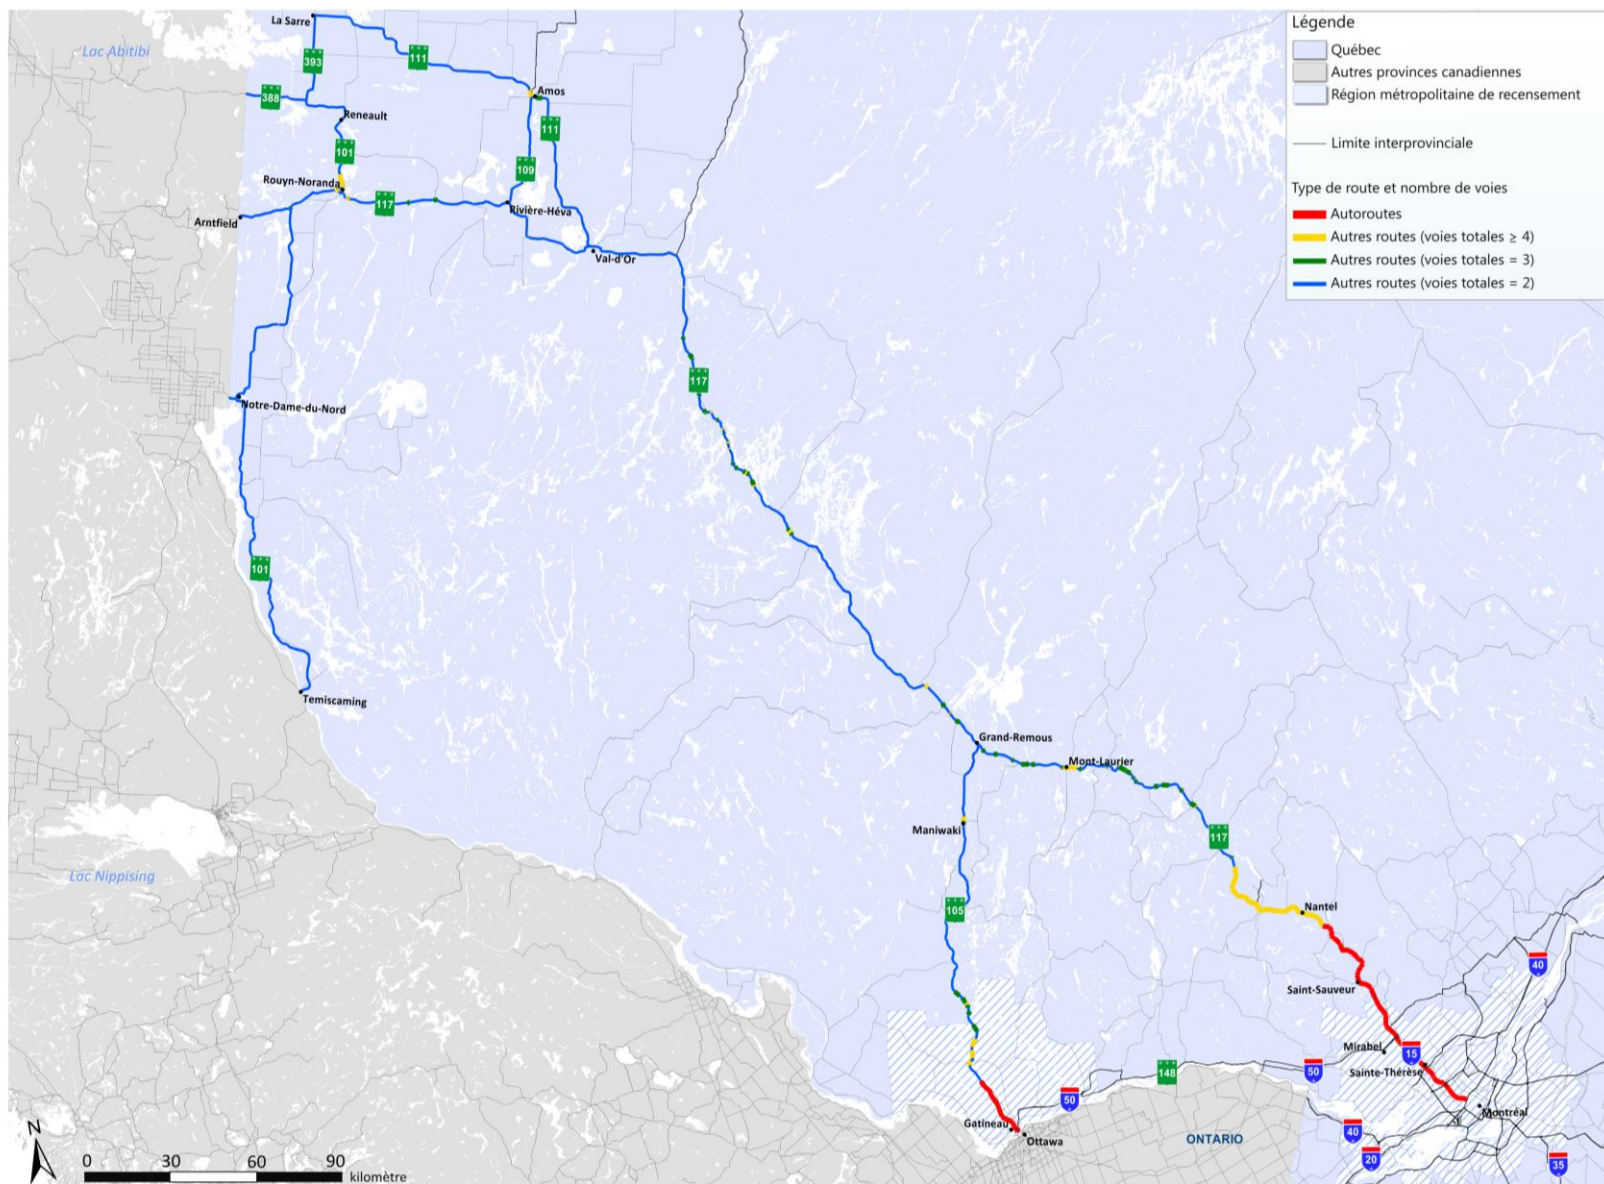 La Sarre
Lac Abitibi
393
111
388
Amos
Reneault
111
101
109
Rouyn-Noranda
117
Rivière-Héva
Arntfield
Val-d'Or
117
Notre-Dame-du-Nord
101
Temiscaming
Grand-Remous
Mont-Laurier
Maniwaki
117
Lac Nippising
105
Nantel
40
Saint-Sauveur
Mirabel
15
50
148
Sainte-Thérèse
50
Montréal
Gatineau
Ottawa
ONTARIO
40
20
35
N
0 30 60 90
kilomètre
Légende
Québec
Autres provinces canadiennes
Région métropolitaine de recensement
Limite interprovinciale
Type de route et nombre de voies
Autoroutes
Autres routes (voies totales ≥ 4)
Autres routes (voies totales = 3)
Autres routes (voies totales = 2)